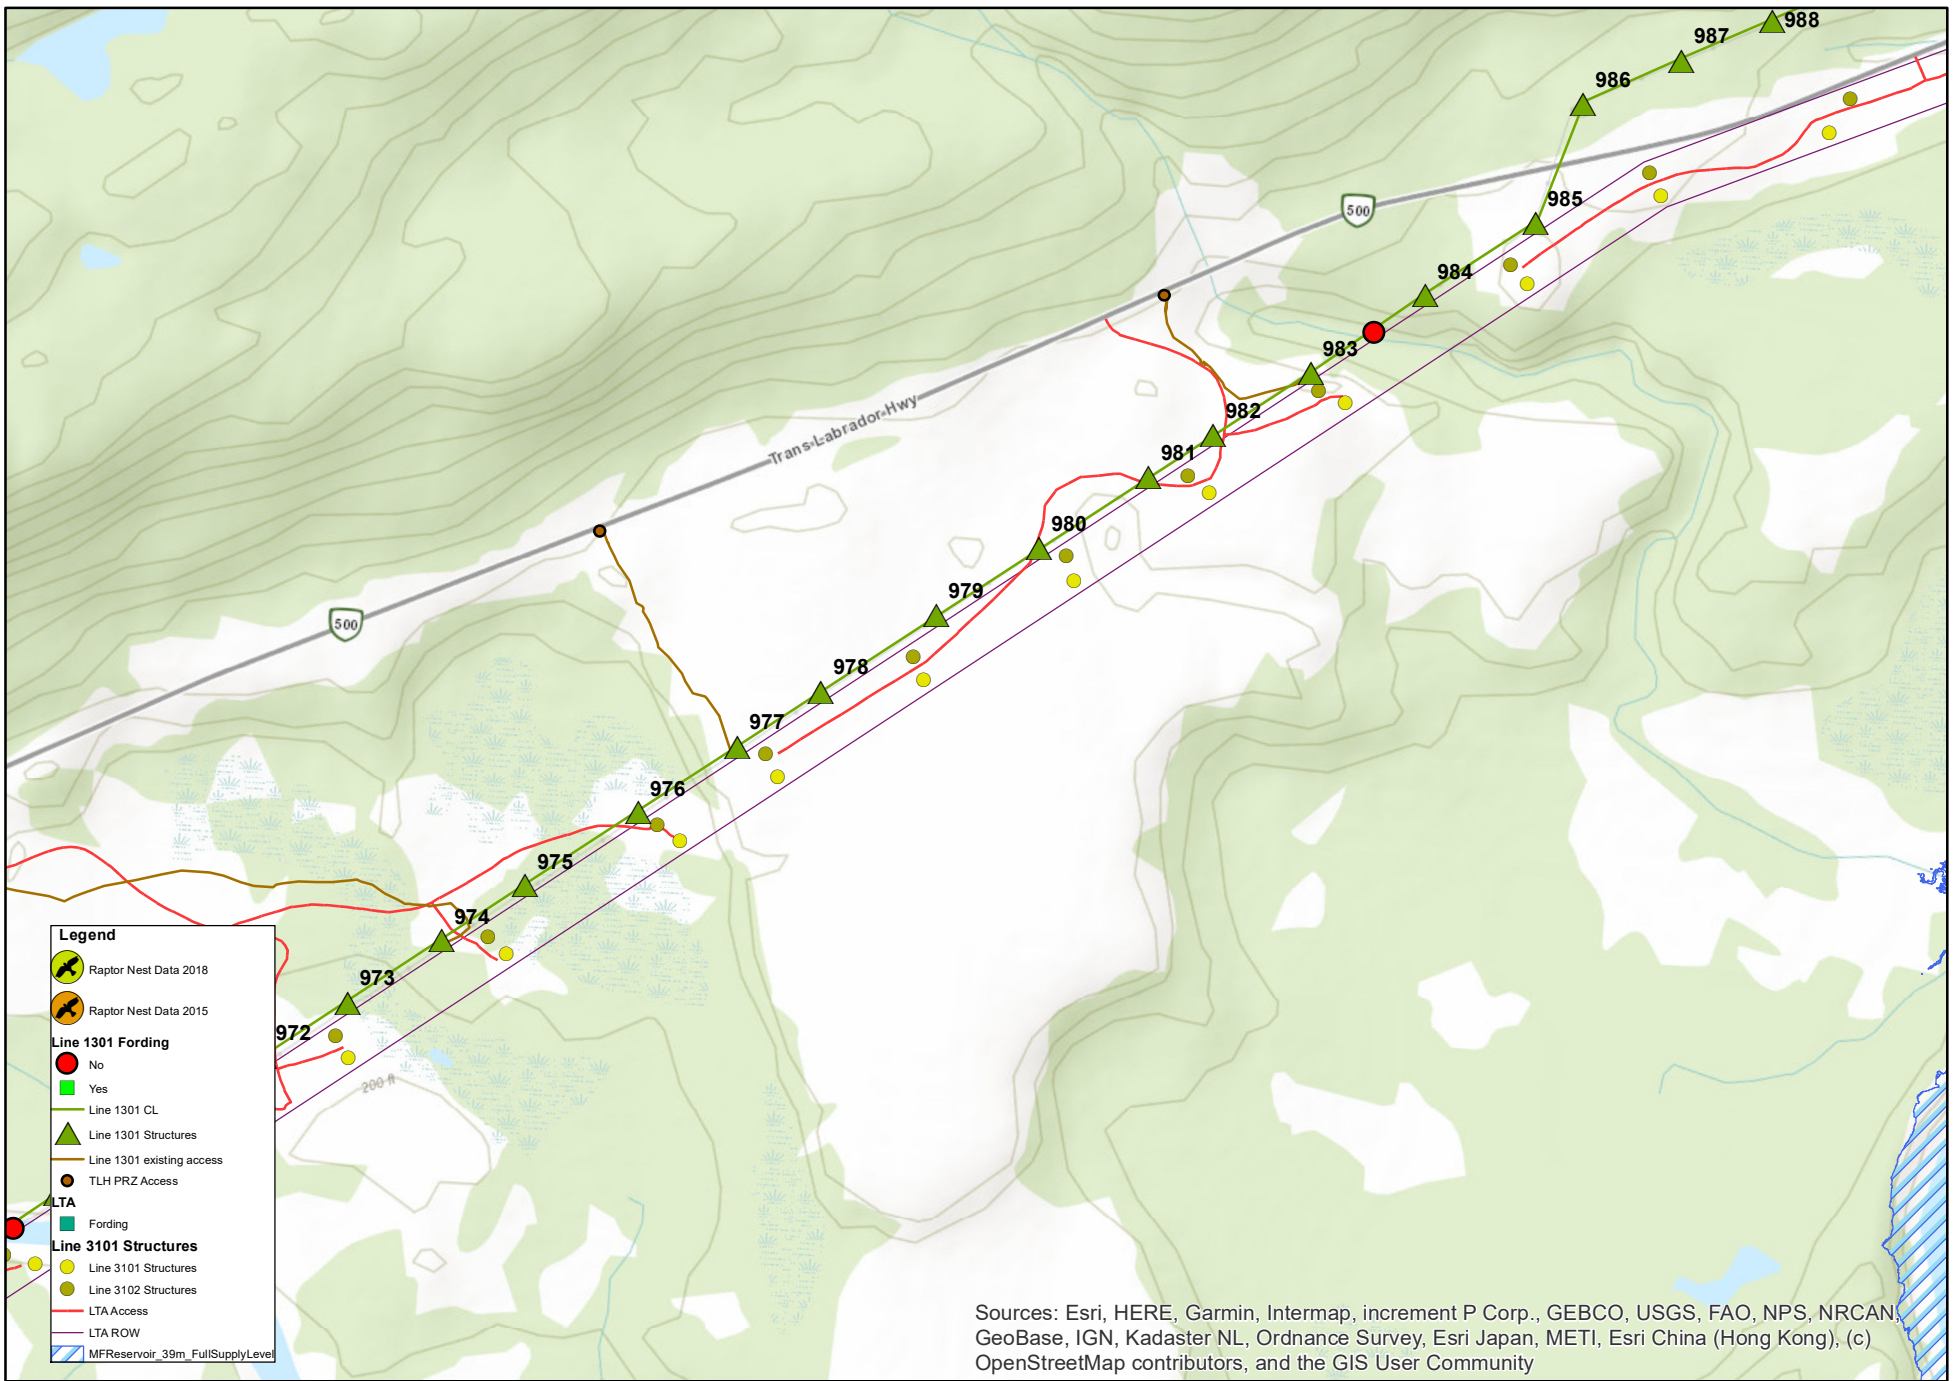 988
987
986
985
500
984
983
982
981
Trans-Labrador-Hwy
980
979
500
978
977
976
975
974
973
972
200 ft
Legend
Raptor Nest Data 2018
Raptor Nest Data 2015
Line 1301 Fording
No
Yes
Line 1301 CL
Line 1301 Structures
Line 1301 existing access
TLH PRZ Access
LTA
Fording
Line 3101 Structures
Line 3101 Structures
Line 3102 Structures
LTA Access
LTA ROW
MFReservoir_39m_FullSupplyLevel
Sources: Esri, HERE, Garmin, Intermap, increment P Corp., GEBCO, USGS, FAO, NPS, NRCAN,
GeoBase, IGN, Kadaster NL, Ordnance Survey, Esri Japan, METI, Esri China (Hong Kong), (c)
OpenStreetMap contributors, and the GIS User Community